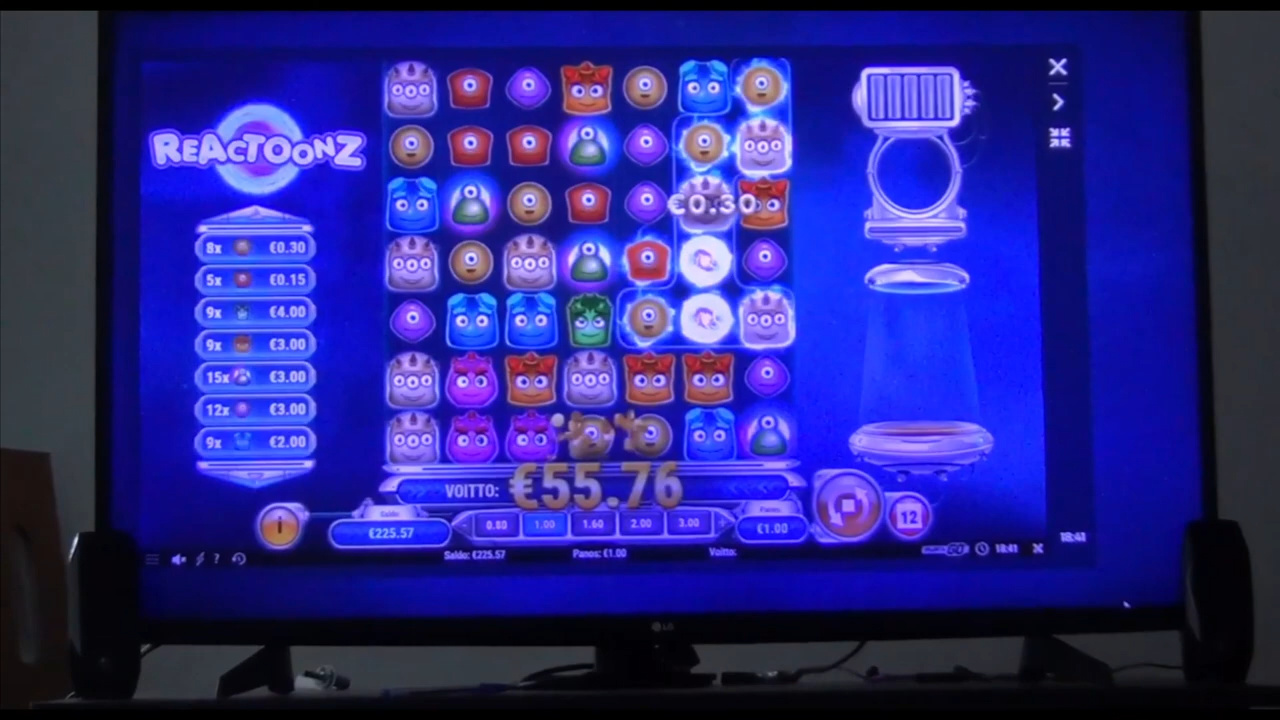 REACTOONZ
8x €0.30
5x €0.15
9x €4.00
9x €3.00
15x €3.00
12x €3.00
9x €2.00
€0.30
VOITTO: €55.76
Saldo
€225.57
- 0.80 1.00 1.60 2.00 3.00 +
Panos
€1.00
12
Saldo: €225.57 Panos: €1.00 Voitto:
18:41
18:41
?
LG